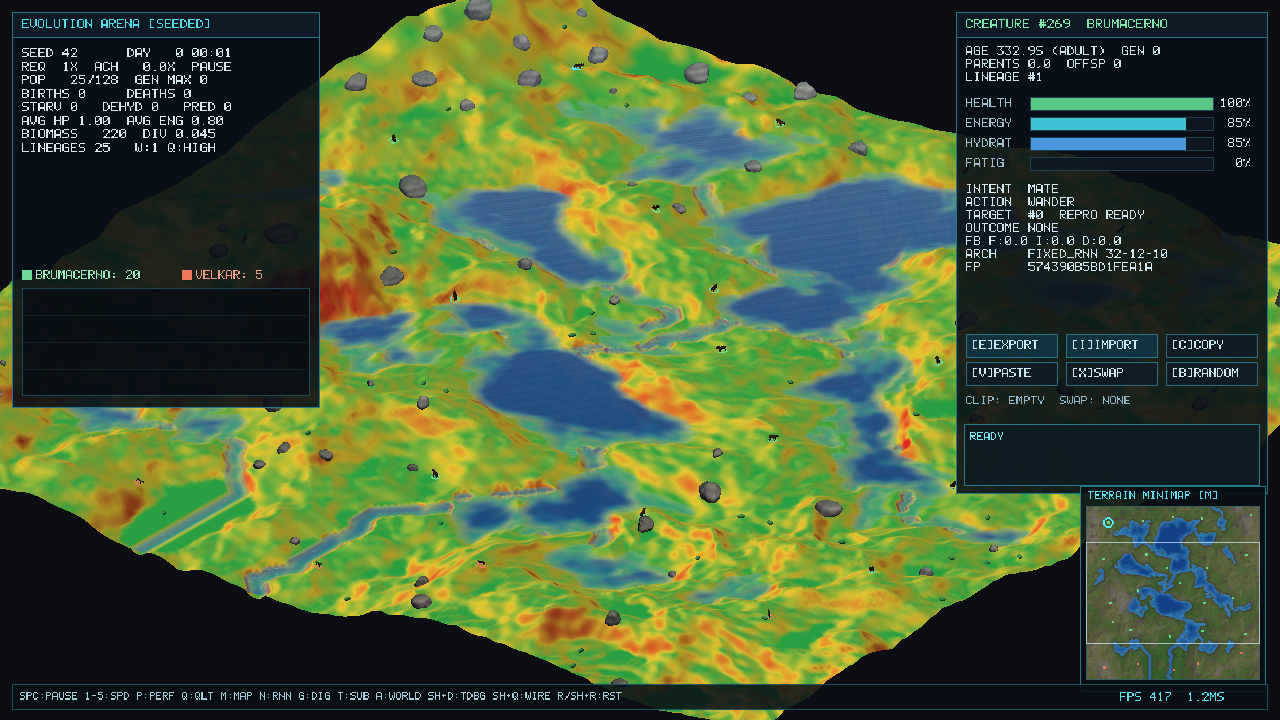 EVOLUTION ARENA [SEEDED]
SEED 42 DAY 0 00:01
REQ 1X ACH 0.0X PAUSE
POP 25/128 GEN MAX 0
BIRTHS 0 DEATHS 0
STARV 0 DEHYD 0 PRED 0
AVG HP 1.00 AVG ENG 0.80
BIOMASS 220 DIV 0.045
LINEAGES 25 W:1 Q:HIGH
BRUMACERNO: 20 VELKAR: 5
CREATURE #269 BRUMACERNO
AGE 332.95 (ADULT) GEN 0
PARENTS 0,0 OFFSP 0
LINEAGE #1
HEALTH 100%
ENERGY 85%
HYDRAT 85%
FATIG 0%
INTENT MATE
ACTION WANDER
TARGET #0 REPRO READY
OUTCOME NONE
FB F:0.0 I:0.0 D:0.0
ARCH FIXED_RNN 32-12-10
FP 574390B5BD1FEA1A
[E]EXPORT [I]IMPORT [C]COPY
[V]PASTE [X]SWAP [B]RANDOM
CLIP: EMPTY SWAP: NONE
READY
TERRAIN MINIMAP [M]
SPC:PAUSE 1-5:SPD P:PERF Q:QLT M:MAP N:RNN G:DIG T:SUB A:WORLD SH+D:TDBG SH+Q:WIRE R/SH+R:RST
FPS 417 1.2MS